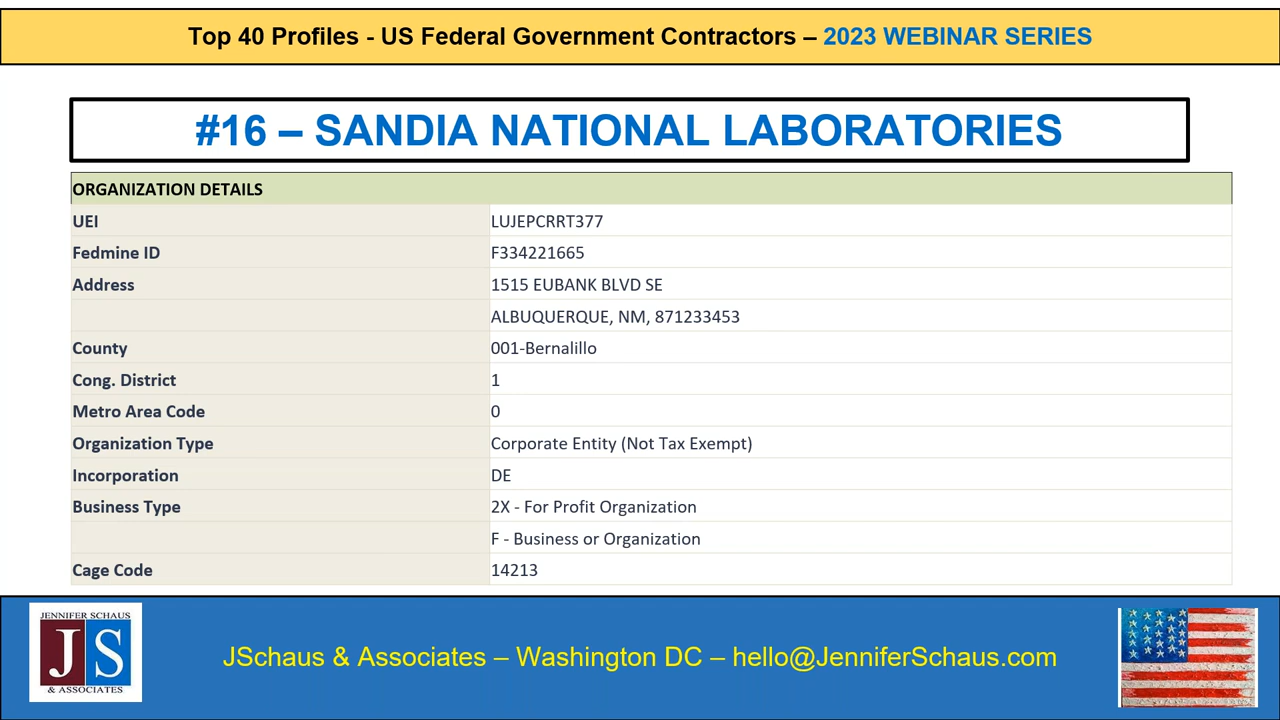 Top 40 Profiles - US Federal Government Contractors – 2023 WEBINAR SERIES
#16 – SANDIA NATIONAL LABORATORIES
ORGANIZATION DETAILS
UEI LUJEPCRRT377
Fedmine ID F334221665
Address 1515 EUBANK BLVD SE
ALBUQUERQUE, NM, 871233453
County 001-Bernalillo
Cong. District 1
Metro Area Code 0
Organization Type Corporate Entity (Not Tax Exempt)
Incorporation DE
Business Type 2X - For Profit Organization
F - Business or Organization
Cage Code 14213
JENNIFER SCHAUS
JS
& ASSOCIATES
JSchaus & Associates – Washington DC – hello@JenniferSchaus.com